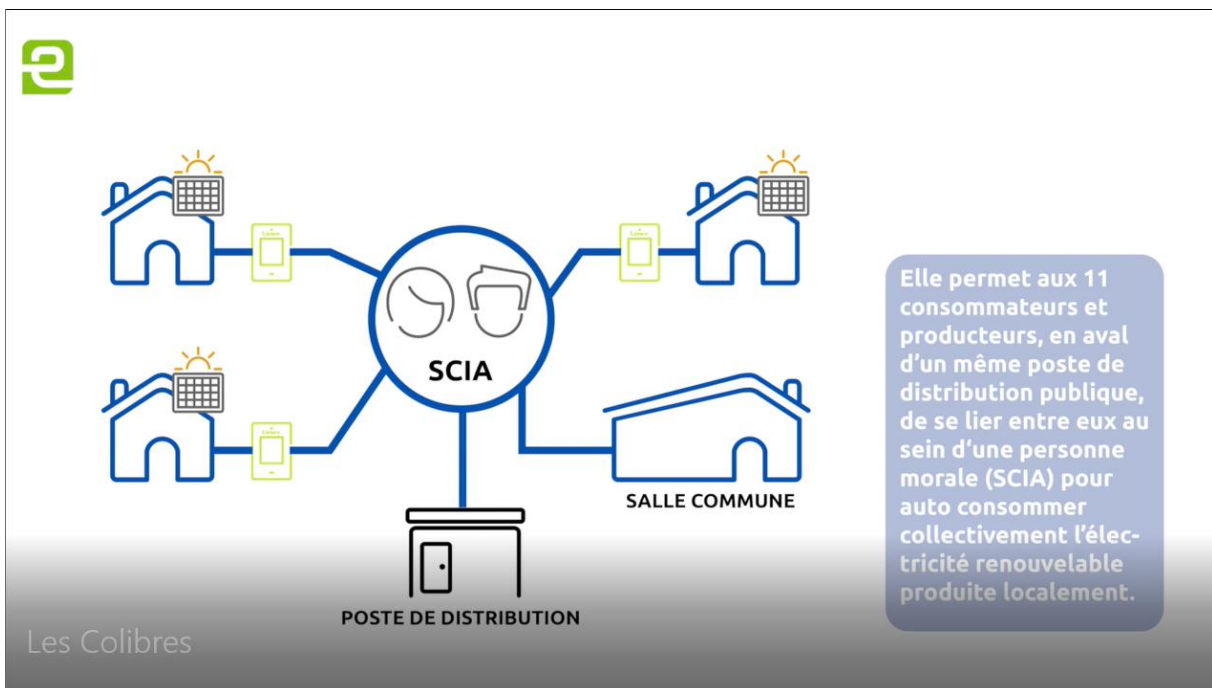 SCIA
SALLE COMMUNE
POSTE DE DISTRIBUTION
Elle permet aux 11
consommateurs et
producteurs, en aval
d'un même poste de
distribution publique,
de se lier entre eux au
sein d'une personne
morale (SCIA) pour
auto consommer
collectivement l'élec-
tricité renouvelable
produite localement.
Les Colibres